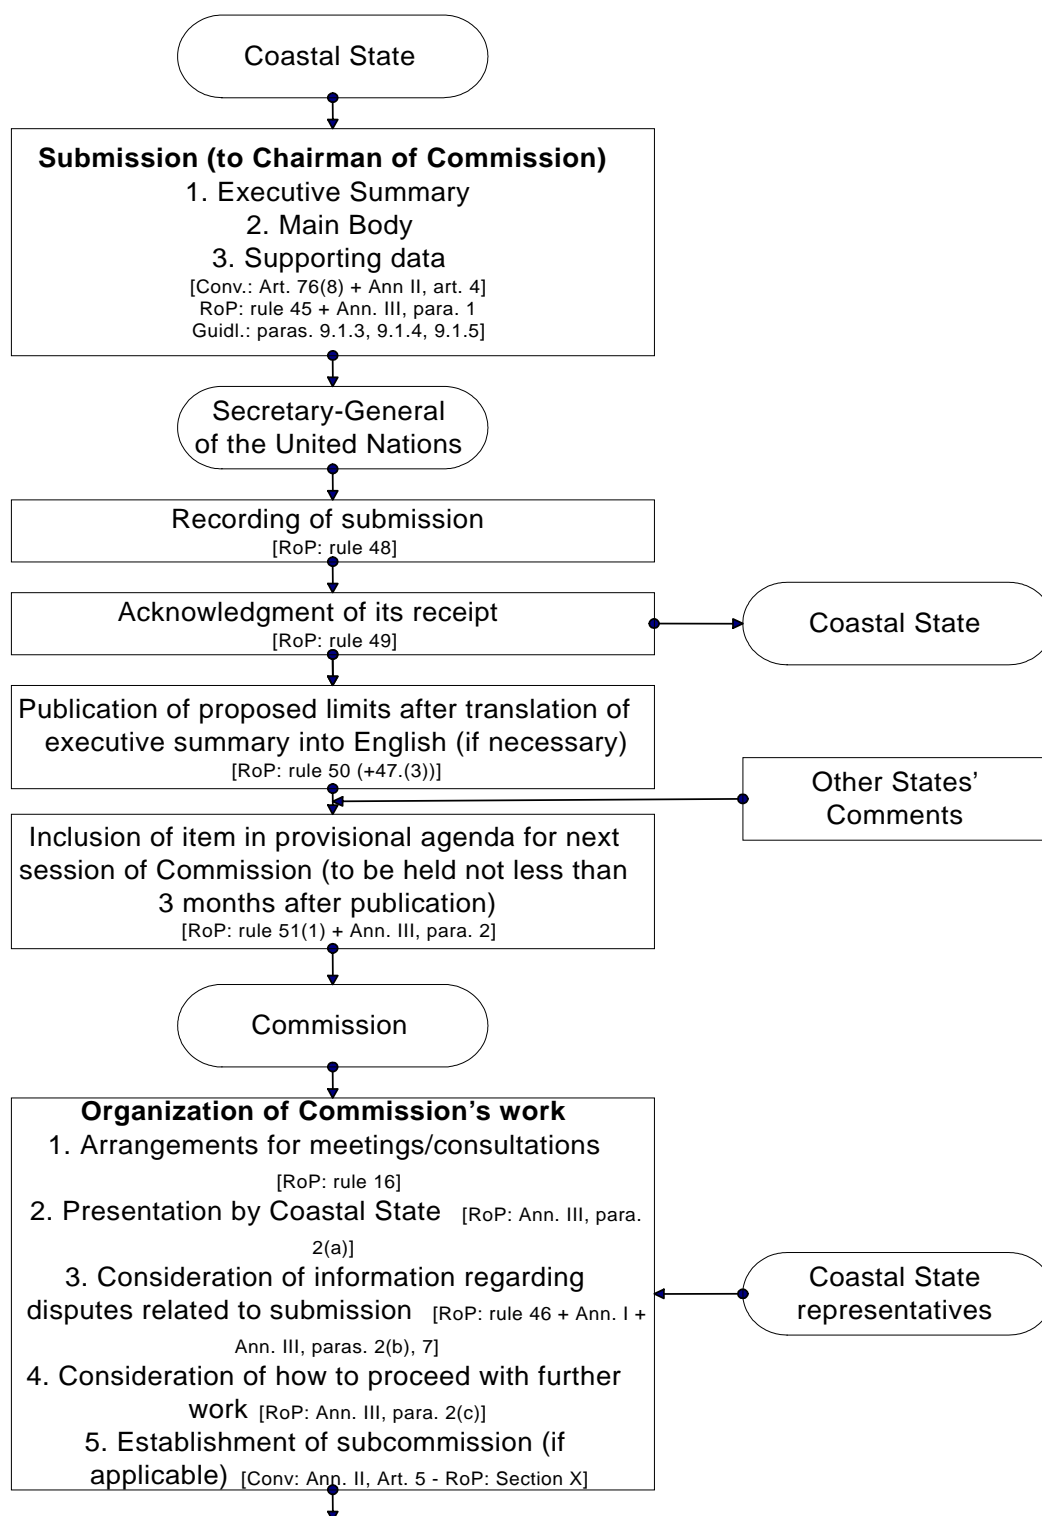 Coastal State
Submission (to Chairman of Commission)
1. Executive Summary
2. Main Body
3. Supporting data
[Conv.: Art. 76(8) + Ann II, art. 4]
RoP: rule 45 + Ann. III, para. 1
Guidl.: paras. 9.1.3, 9.1.4, 9.1.5]
Secretary-General
of the United Nations
Recording of submission
[RoP: rule 48]
Acknowledgment of its receipt
[RoP: rule 49]
Coastal State
Publication of proposed limits after translation of
executive summary into English (if necessary)
[RoP: rule 50 (+47.(3))]
Other States’
Comments
Inclusion of item in provisional agenda for next
session of Commission (to be held not less than
3 months after publication)
[RoP: rule 51(1) + Ann. III, para. 2]
Commission
Organization of Commission’s work
1. Arrangements for meetings/consultations
[RoP: rule 16]
2. Presentation by Coastal State [RoP: Ann. III, para.
2(a)]
3. Consideration of information regarding
disputes related to submission [RoP: rule 46 + Ann. I +
Ann. III, paras. 2(b), 7]
4. Consideration of how to proceed with further
work [RoP: Ann. III, para. 2(c)]
5. Establishment of subcommission (if
applicable) [Conv: Ann. II, Art. 5 - RoP: Section X]
Coastal State
representatives